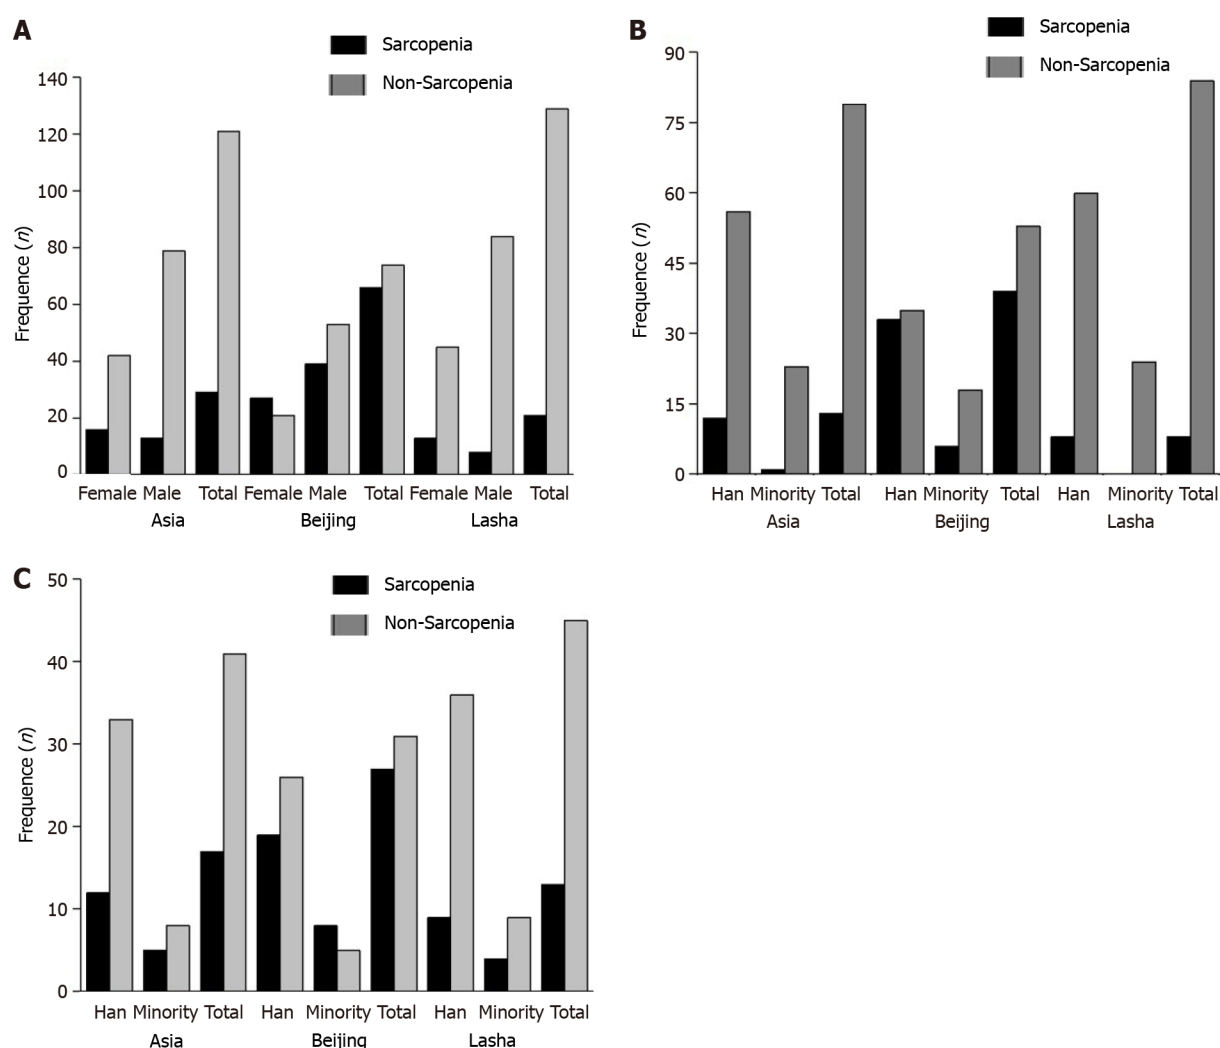 A
Sarcopenia
Non-Sarcopenia
140
120
100
80
60
40
20
0
Frequence (n)
Female Male Total Female Male Total Female Male Total
Asia Beijing Lasha
B
Sarcopenia
Non-Sarcopenia
90
75
60
45
30
15
0
Frequence (n)
Han Minority Total Han Minority Total Han Minority Total
Asia Beijing Lasha
C
Sarcopenia
Non-Sarcopenia
50
40
30
20
10
0
Frequence (n)
Han Minority Total Han Minority Total Han Minority Total
Asia Beijing Lasha